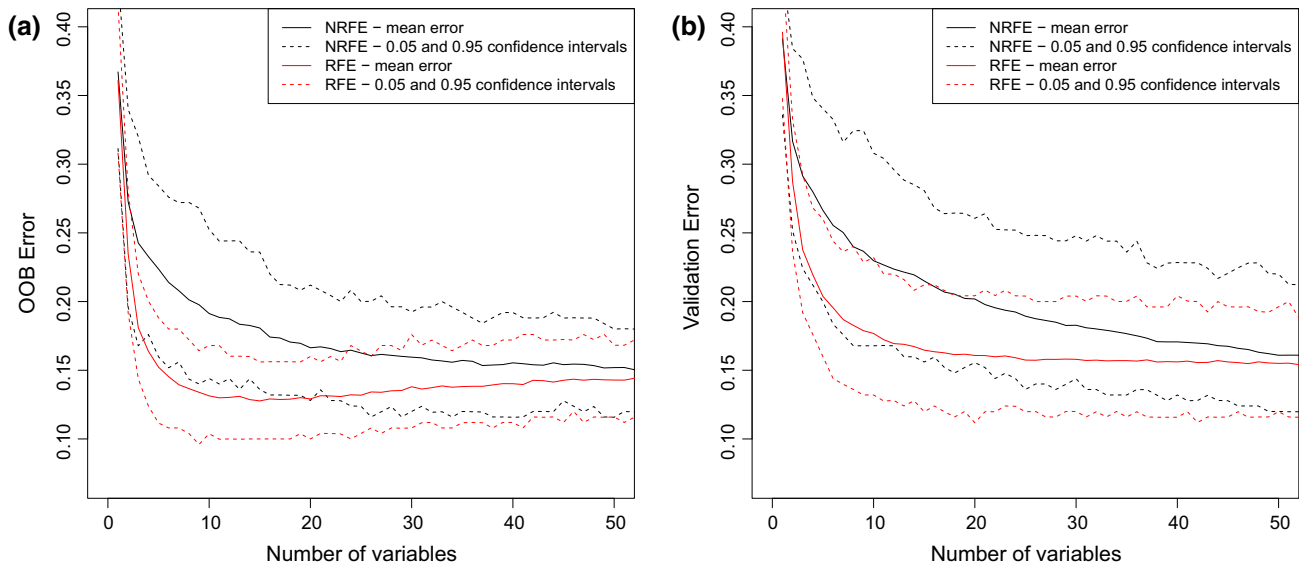 (a)
NRFE – mean error
NRFE – 0.05 and 0.95 confidence intervals
RFE – mean error
RFE – 0.05 and 0.95 confidence intervals
OOB Error
0.40
0.35
0.30
0.25
0.20
0.15
0.10
0 10 20 30 40 50
Number of variables
(b)
NRFE – mean error
NRFE – 0.05 and 0.95 confidence intervals
RFE – mean error
RFE – 0.05 and 0.95 confidence intervals
Validation Error
0.40
0.35
0.30
0.25
0.20
0.15
0.10
0 10 20 30 40 50
Number of variables